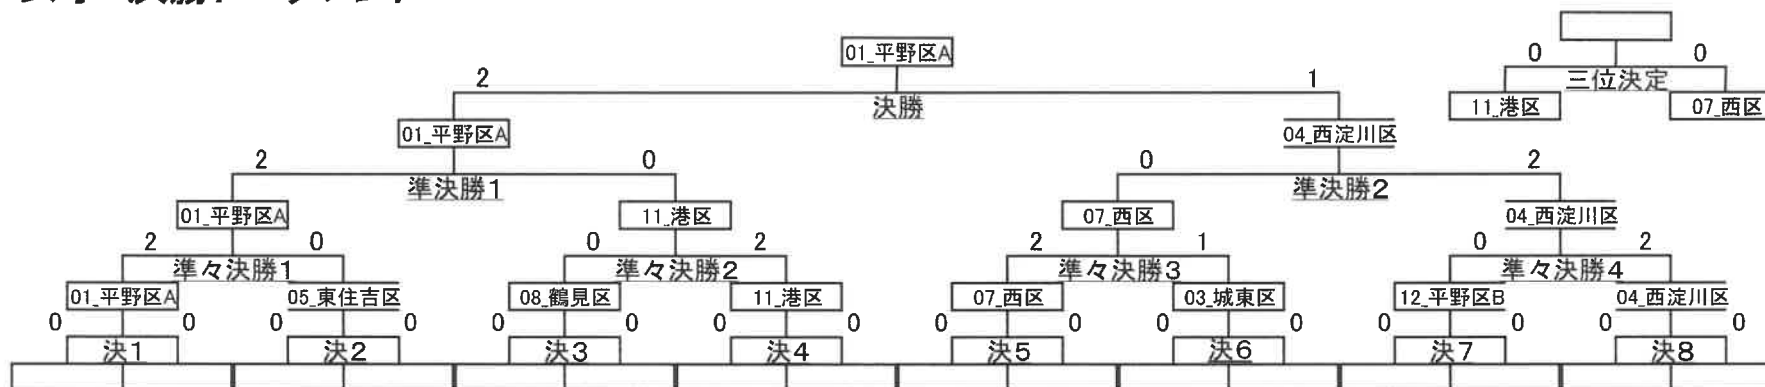 01_平野区A
0 0
2 1 三位決定
決勝 11_港区 07_西区
01_平野区A 04_西淀川区
2 0 0 2
準決勝1 準決勝2
01_平野区A 11_港区 07_西区 04_西淀川区
2 0 0 2 2 1 0 2
準々決勝1 準々決勝2 準々決勝3 準々決勝4
01_平野区A 05_東住吉区 08_鶴見区 11_港区 07_西区 03_城東区 12_平野区B 04_西淀川区
0 0 0 0 0 0 0 0 0 0 0 0 0 0 0 0
決1 決2 決3 決4 決5 決6 決7 決8